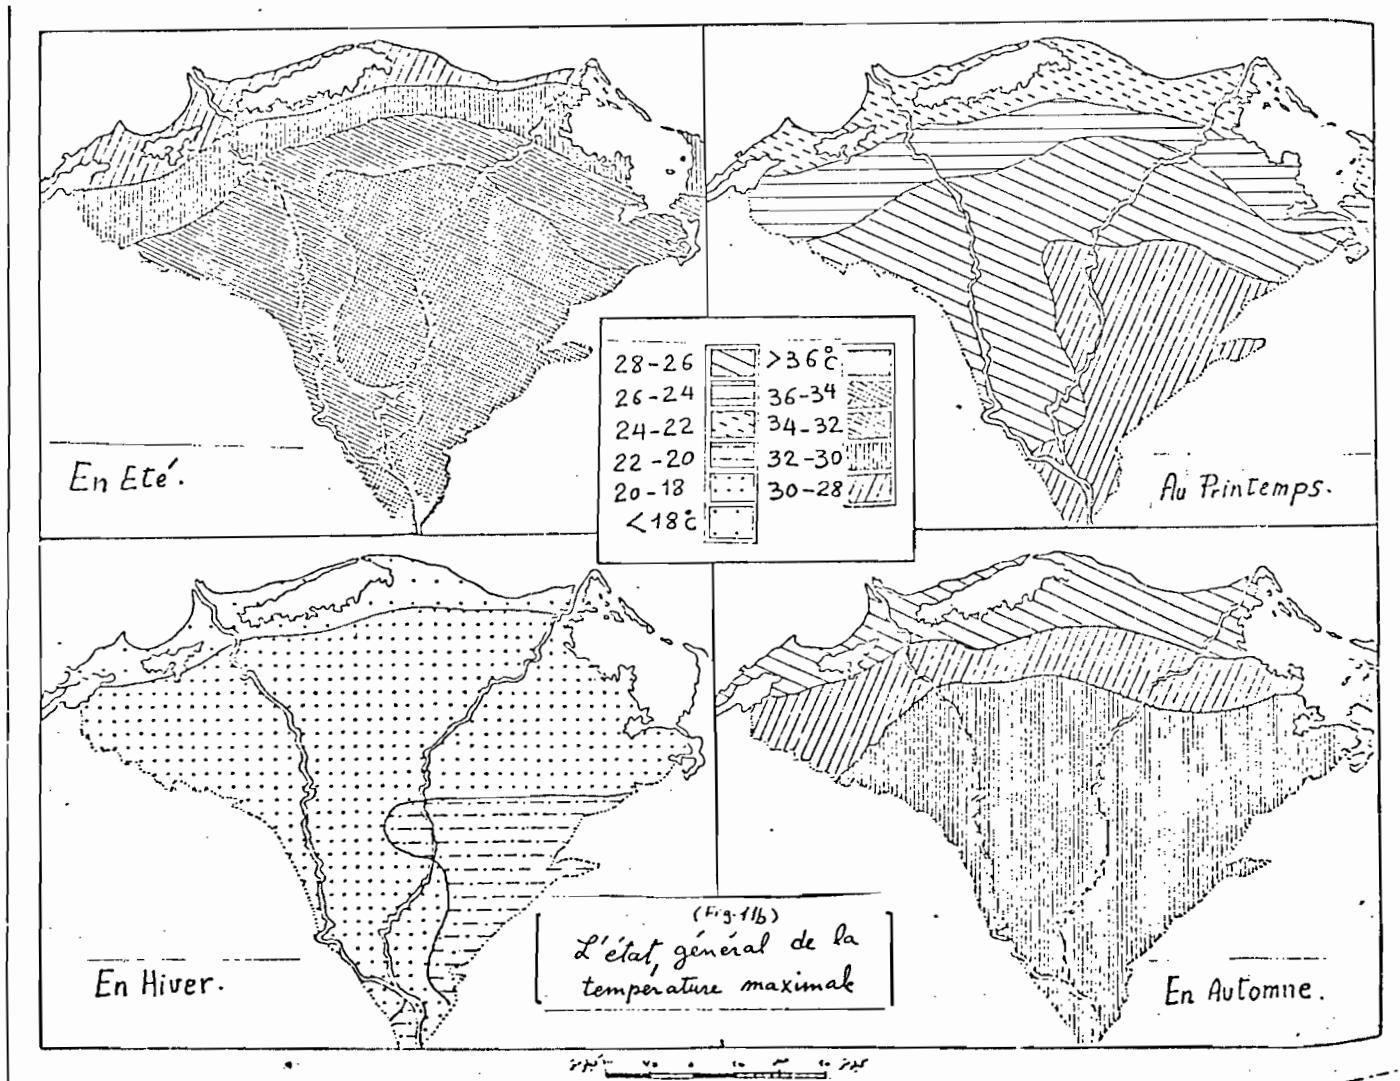 28-26 >36°c
26-24 36-34
24-22 34-32
22-20 32-30
20-18 30-28
<18°c
En Eté.
Au Printemps.
(Fig.11b)
L'état général de la
température maximale
En Hiver.
En Automne.